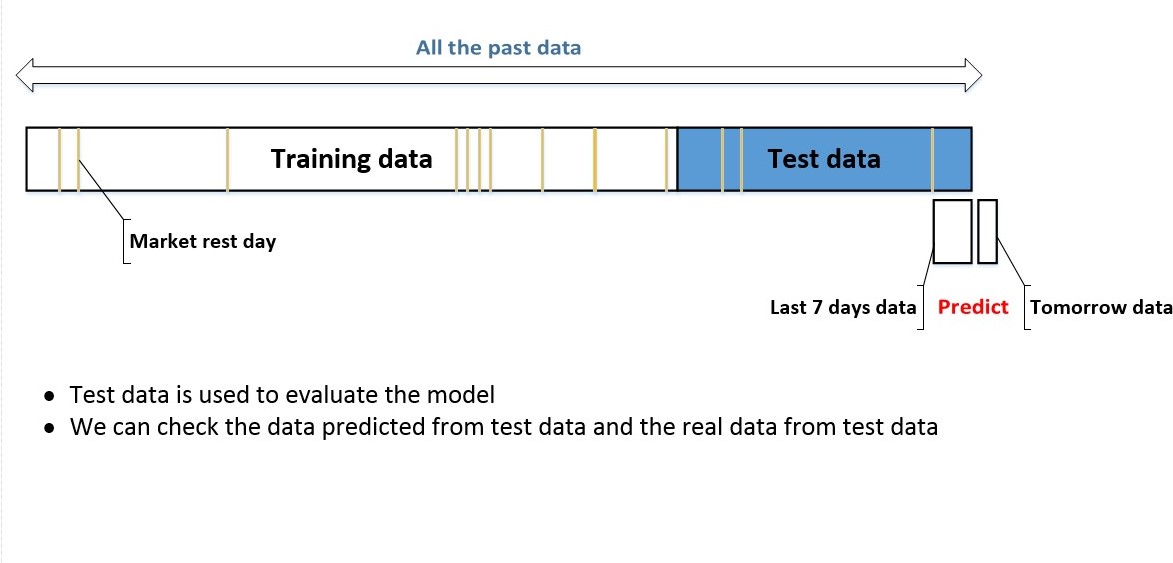 All the past data
Training data
Test data
Market rest day
Last 7 days data
Predict
Tomorrow data
● Test data is used to evaluate the model
● We can check the data predicted from test data and the real data from test data